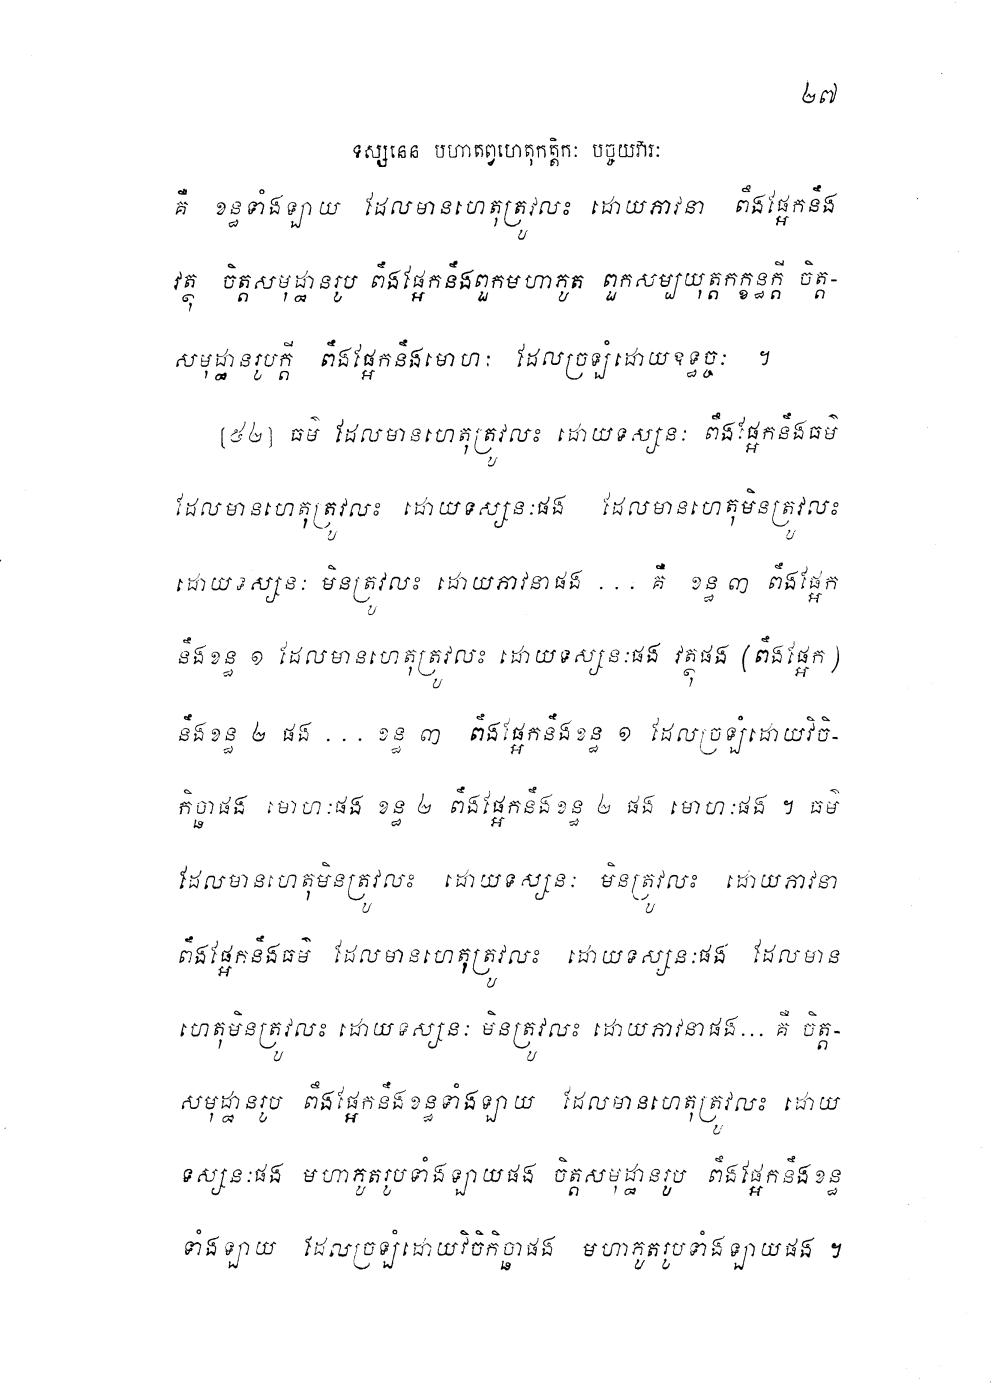 ២៧
ទស្សនេន បហាតព្វហេតុកត្តិកៈ បច្ចយវារៈ
គឺ ខន្ធទាំងឡាយ ដែលមានហេតុត្រូវលះ ដោយភាវនា ពឹងផ្អែកនឹង
វត្ថុ ចិត្តសមុដ្ឋានរូប ពឹងផ្អែកនឹងពួកមហាភូត ពួកសម្បយុត្តកក្ខន្ធក្តី ចិត្ត-
សមុដ្ឋានរូបក្តី ពឹងផ្អែកនឹងមោហៈ ដែលច្រឡំដោយឧទ្ធច្ចៈ ។
[៥២] ធម៌ ដែលមានហេតុត្រូវលះ ដោយទស្សនៈ ពឹងផ្អែកនឹងធម៌
ដែលមានហេតុត្រូវលះ ដោយទស្សនៈផង ដែលមានហេតុមិនត្រូវលះ
ដោយទស្សនៈ មិនត្រូវលះ ដោយភាវនាផង ... គឺ ខន្ធ ៣ ពឹងផ្អែក
នឹងខន្ធ ១ ដែលមានហេតុត្រូវលះ ដោយទស្សនៈផង វត្ថុផង (ពឹងផ្អែក)
នឹងខន្ធ ២ ផង ... ខន្ធ ៣ ពឹងផ្អែកនឹងខន្ធ ១ ដែលច្រឡំដោយវិចិ-
កិច្ឆាផង មោហៈផង ខន្ធ ២ ពឹងផ្អែកនឹងខន្ធ ២ ផង មោហៈផង ។ ធម៌
ដែលមានហេតុមិនត្រូវលះ ដោយទស្សនៈ មិនត្រូវលះ ដោយភាវនា
ពឹងផ្អែកនឹងធម៌ ដែលមានហេតុត្រូវលះ ដោយទស្សនៈផង ដែលមាន
ហេតុមិនត្រូវលះ ដោយទស្សនៈ មិនត្រូវលះ ដោយភាវនាផង... គឺ ចិត្ត-
សមុដ្ឋានរូប ពឹងផ្អែកនឹងខន្ធទាំងឡាយ ដែលមានហេតុត្រូវលះ ដោយ
ទស្សនៈផង មហាភូតរូបទាំងឡាយផង ចិត្តសមុដ្ឋានរូប ពឹងផ្អែកនឹងខន្ធ
ទាំងឡាយ ដែលច្រឡំដោយវិចិកិច្ឆាផង មហាភូតរូបទាំងឡាយផង ។